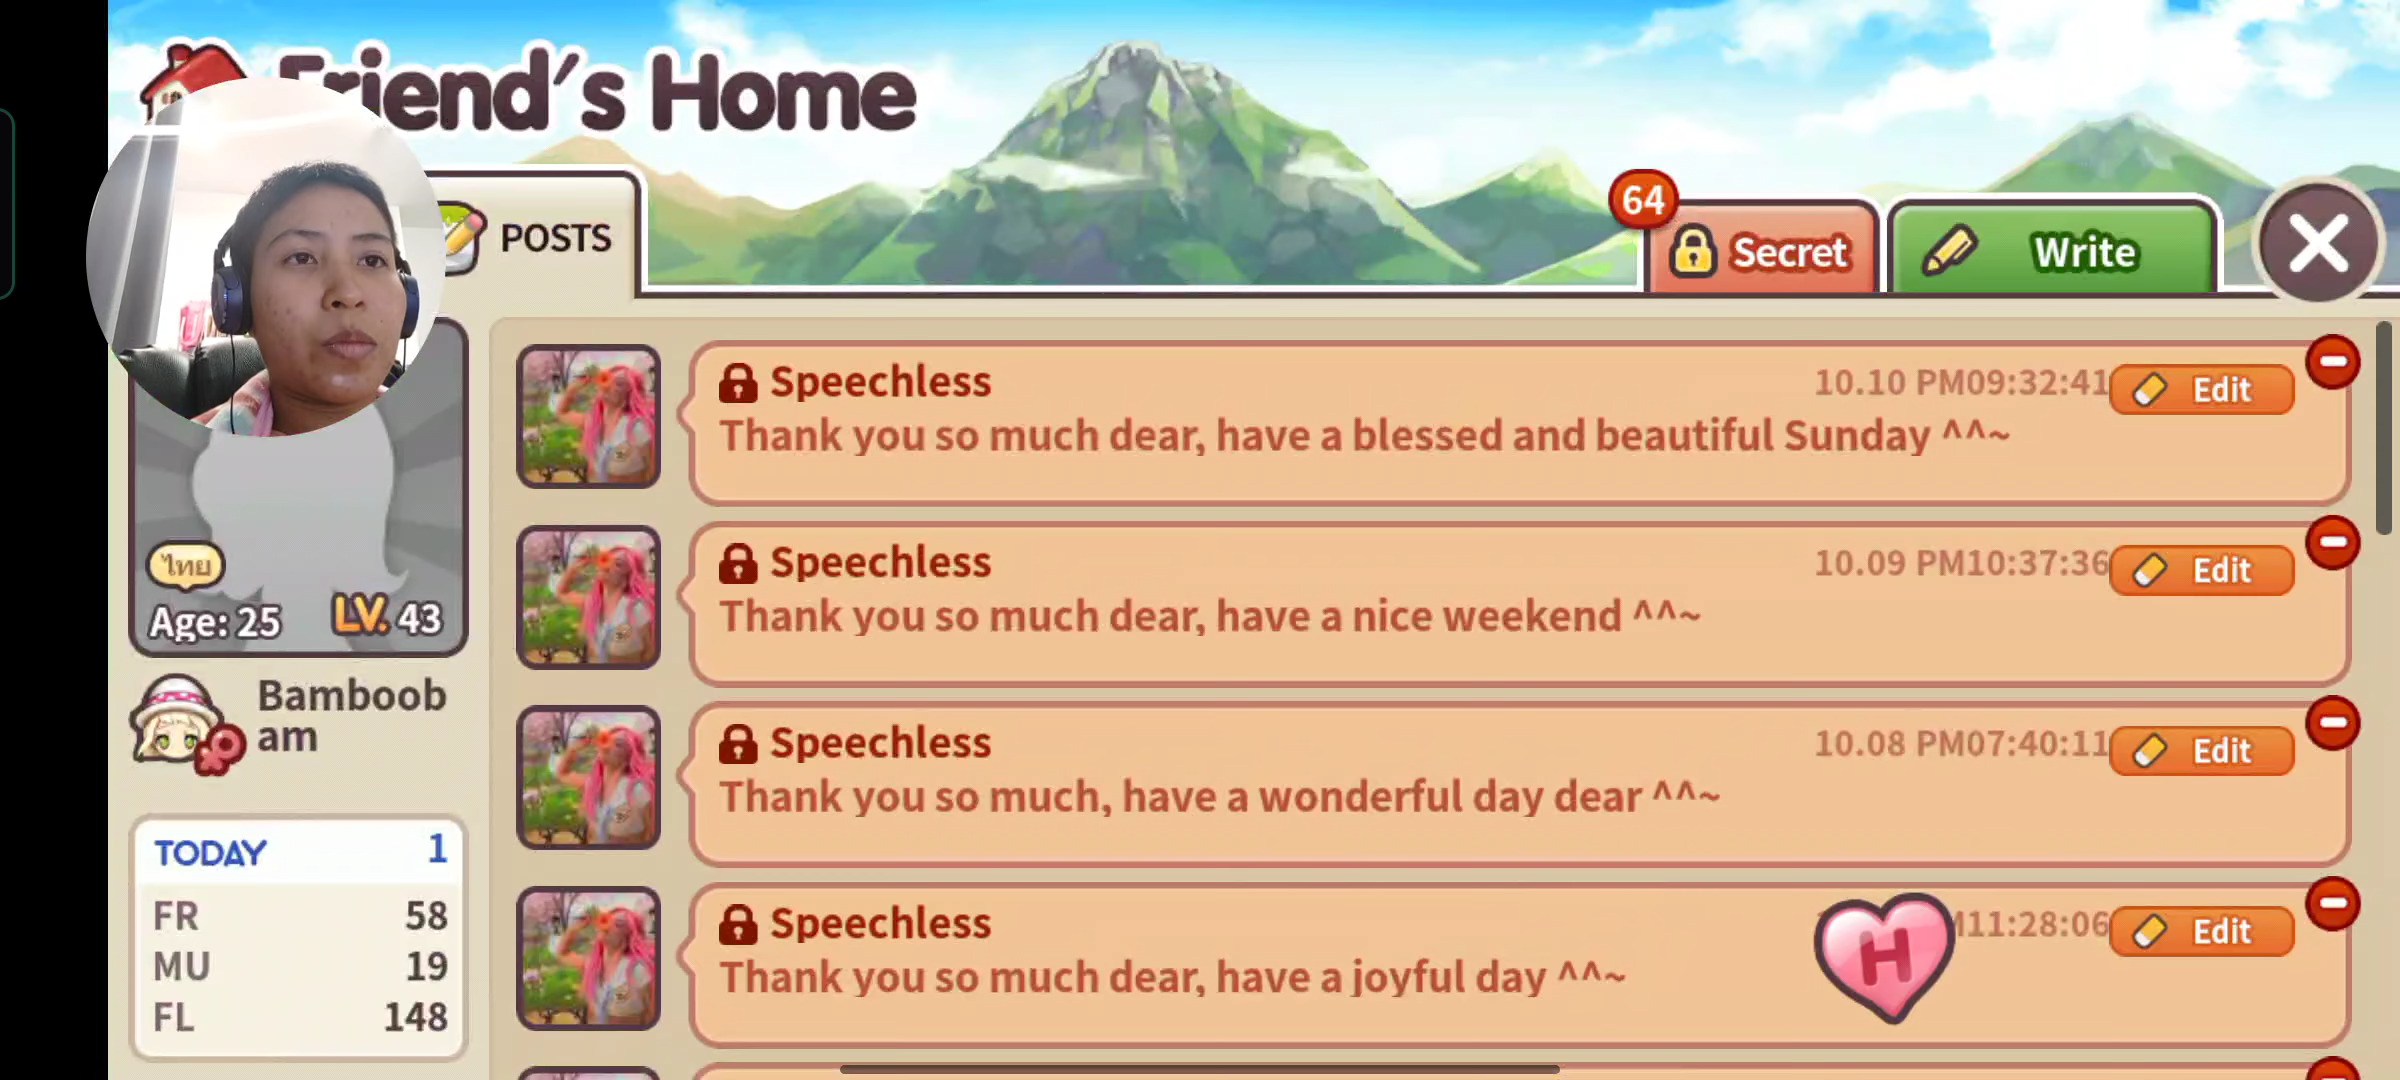 Friend's Home
POSTS
64
Secret
Write
Speechless
10.10 PM09:32:41
Edit
Thank you so much dear, have a blessed and beautiful Sunday ^^~
Speechless
10.09 PM10:37:36
Edit
Thank you so much dear, have a nice weekend ^^~
Speechless
10.08 PM07:40:11
Edit
Thank you so much, have a wonderful day dear ^^~
Speechless
11:28:06
Edit
Thank you so much dear, have a joyful day ^^~
H
ไทย
Age: 25
LV. 43
Bamboob
am
TODAY 1
FR 58
MU 19
FL 148